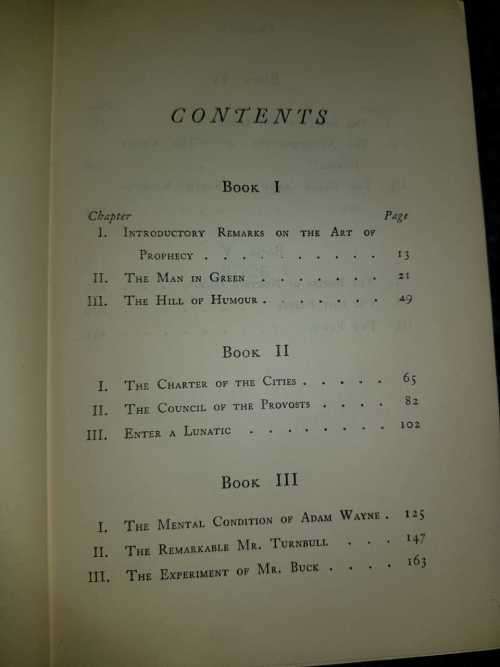 CONTENTS
Book I
Chapter Page
I. Introductory Remarks on the Art of
Prophecy . . . . . . . . . . 13
II. The Man in Green . . . . . . . . 21
III. The Hill of Humour . . . . . . . 49
Book II
I. The Charter of the Cities . . . . . 65
II. The Council of the Provosts . . . . 82
III. Enter a Lunatic . . . . . . . . 102
Book III
I. The Mental Condition of Adam Wayne . 125
II. The Remarkable Mr. Turnbull . . . 147
III. The Experiment of Mr. Buck . . . . 163